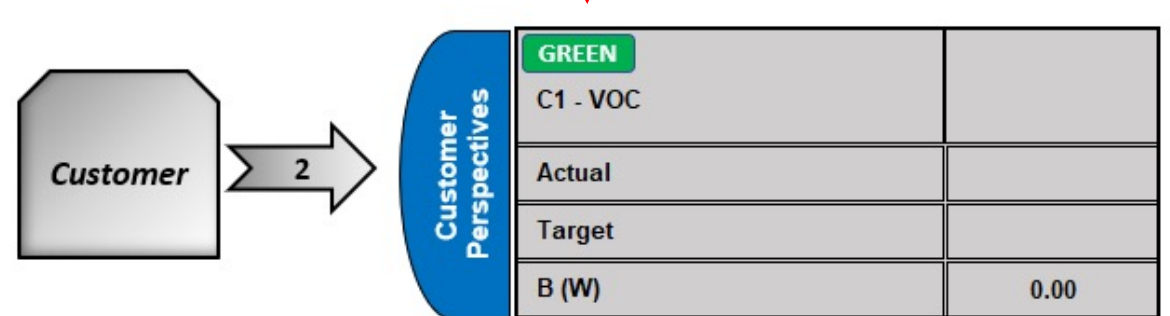 Customer
2
Customer
Perspectives
GREEN
C1 - VOC
Actual
Target
B (W) 0.00